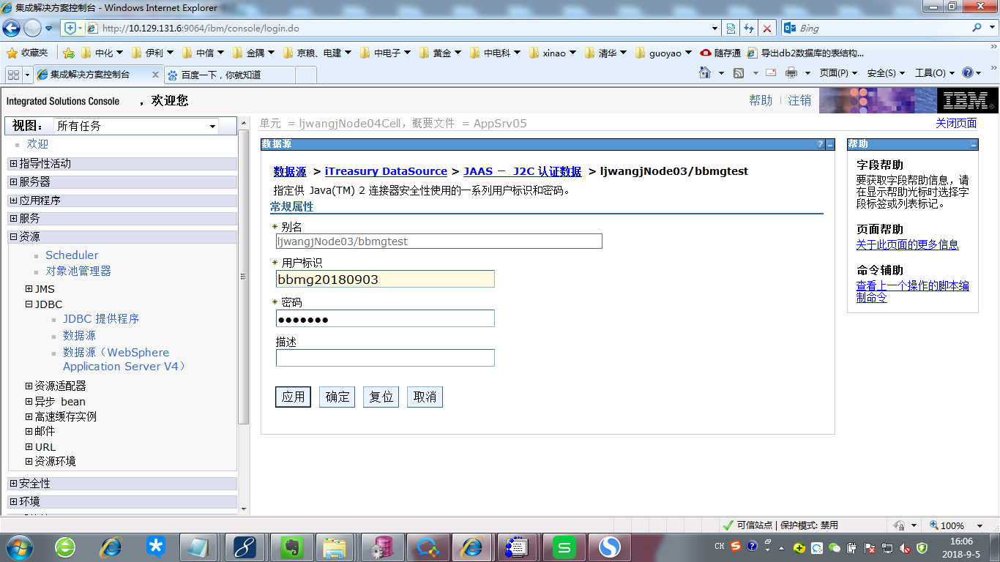 集成解决方案控制台 - Windows Internet Explorer
http://10.129.131.6:9064/ibm/console/login.do
Bing
收藏夹 中化 伊利 中信 金隅 京粮、电建 中电子 黄金 中电科 xinao 清华 guoyao 随存通 导出db2数据库的表结构...
集成解决方案控制台 百度一下，你就知道 页面(P) 安全(S) 工具(O)
Integrated Solutions Console ，欢迎您 帮助 注销 IBM
视图： 所有任务
欢迎
指导性活动
服务器
应用程序
服务
资源
Scheduler
对象池管理器
JMS
JDBC
JDBC 提供程序
数据源
数据源（WebSphere
Application Server V4）
资源适配器
异步 bean
高速缓存实例
邮件
URL
资源环境
安全性
环境
单元 = ljwangjNode04Cell，概要文件 = AppSrv05
关闭页面
数据源
数据源 > iTreasury DataSource > JAAS － J2C 认证数据 > ljwangjNode03/bbmgtest
指定供 Java(TM) 2 连接器安全性使用的一系列用户标识和密码。
常规属性
* 别名
ljwangjNode03/bbmgtest
* 用户标识
bbmg20180903
* 密码
●●●●●●●
描述
应用 确定 复位 取消
帮助
字段帮助
要获取字段帮助信息，请
在显示帮助光标时选择字
段标签或列表标记。
页面帮助
关于此页面的更多信息
命令辅助
查看上一个操作的脚本编
制命令
可信站点 | 保护模式: 禁用 100%
CH 16:06
2018-9-5